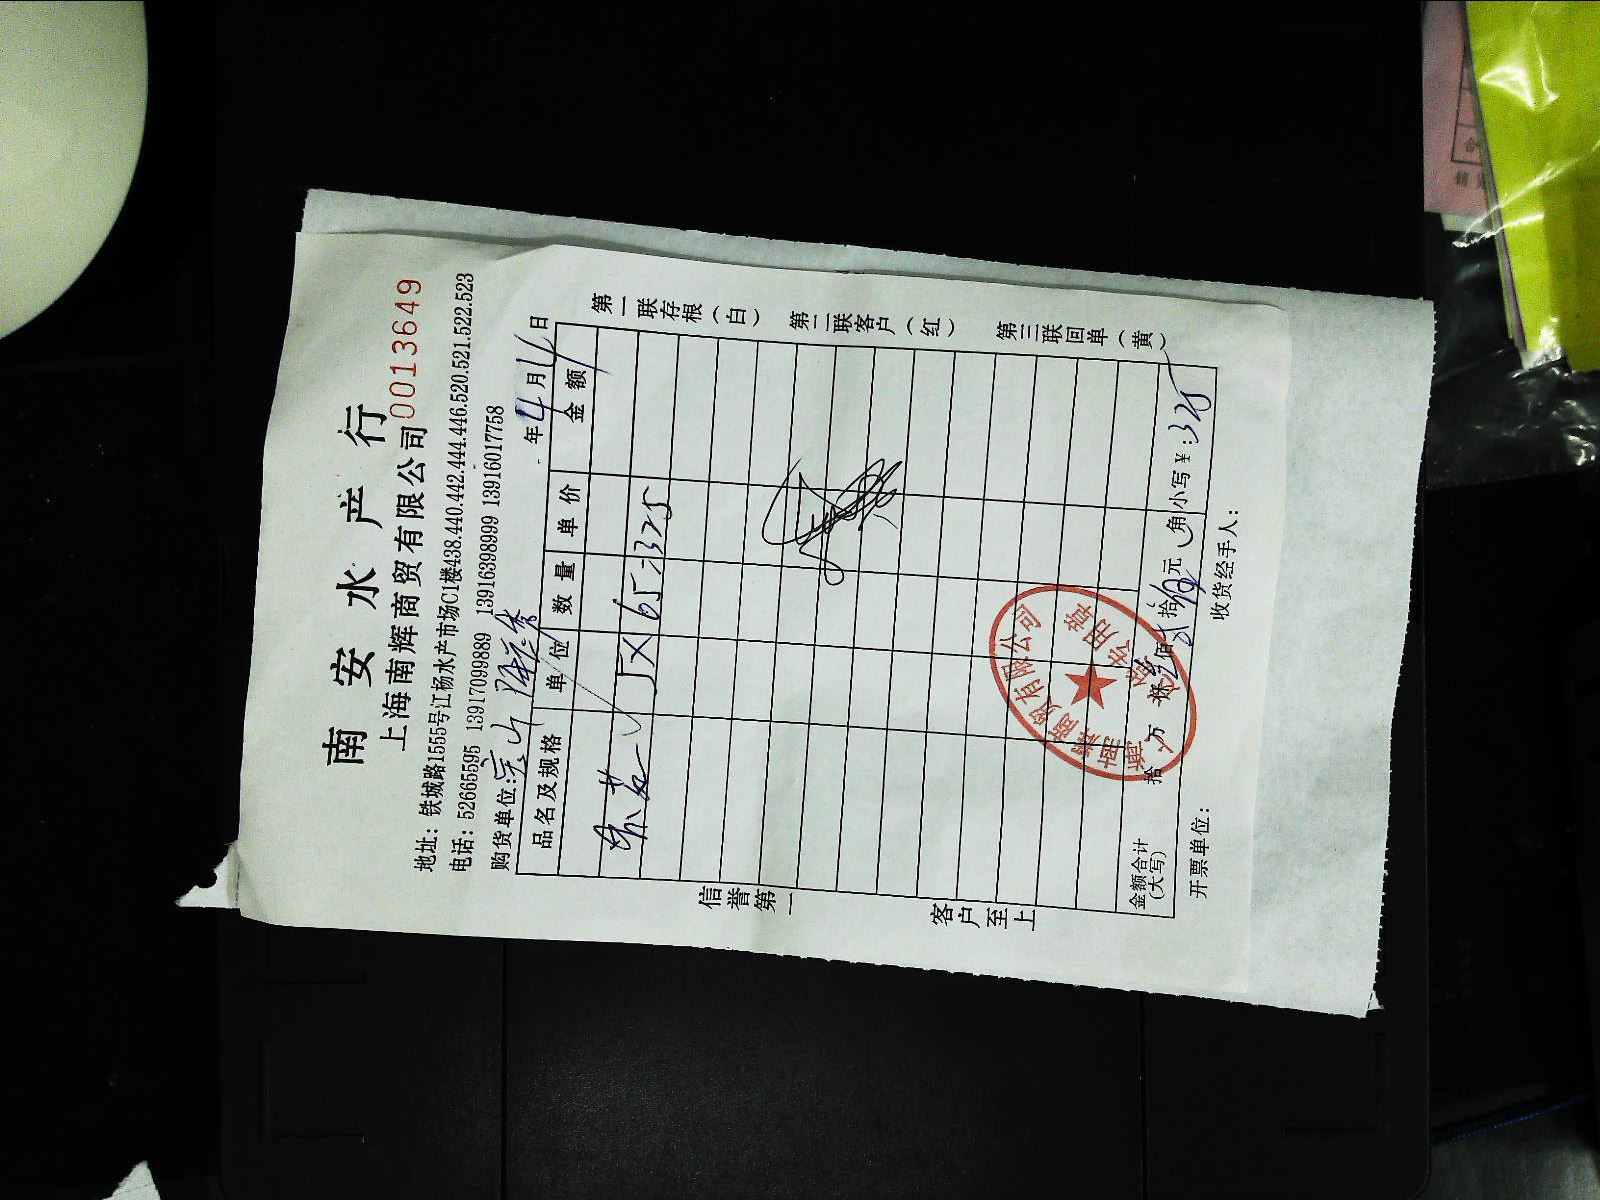 南安水产行
上海南辉商贸有限公司 0013649
地址：铁城路1555号江杨水产市场C1楼438.440.442.444.446.520.521.522.523
电话：52665595 13917099889 13916398999 13916017758
购货单位：
年 4 月 日
品名及规格 单位 数量 单价 金额
5X65=325
金额合计（大写） 拾 万 仟 佰 拾 元 角 小写￥：325
开票单位： 收货经手人：
信誉第一
客户至上
第一联存根（白）
第二联客户（红）
第三联回单（黄）